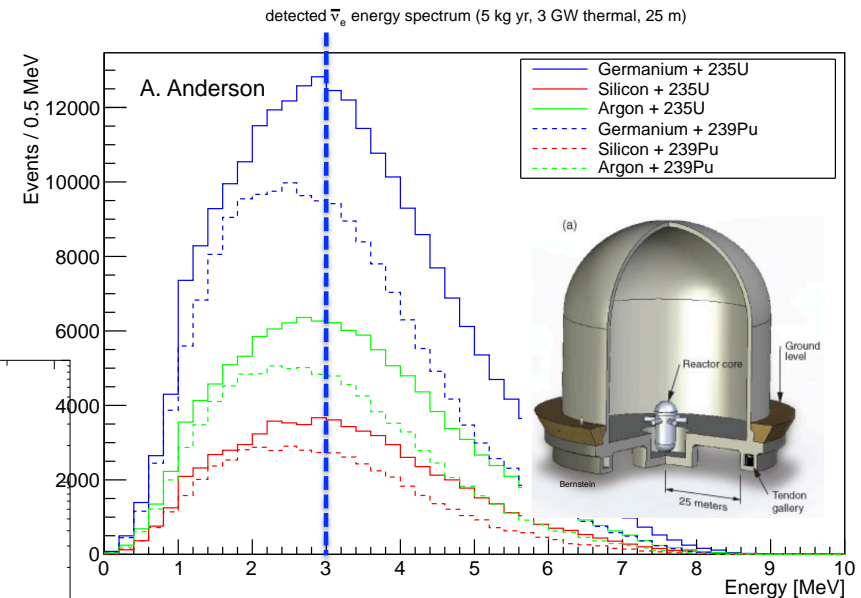 detected ν̅e energy spectrum (5 kg yr, 3 GW thermal, 25 m)
Events / 0.5 MeV
A. Anderson
Germanium + 235U
Silicon + 235U
Argon + 235U
Germanium + 239Pu
Silicon + 239Pu
Argon + 239Pu
12000
10000
8000
6000
4000
2000
0
(a)
Ground
level
Reactor core
Bernstein
25 meters
Tendon
gallery
0 1 2 3 4 5 6 7 8 9 10
Energy [MeV]